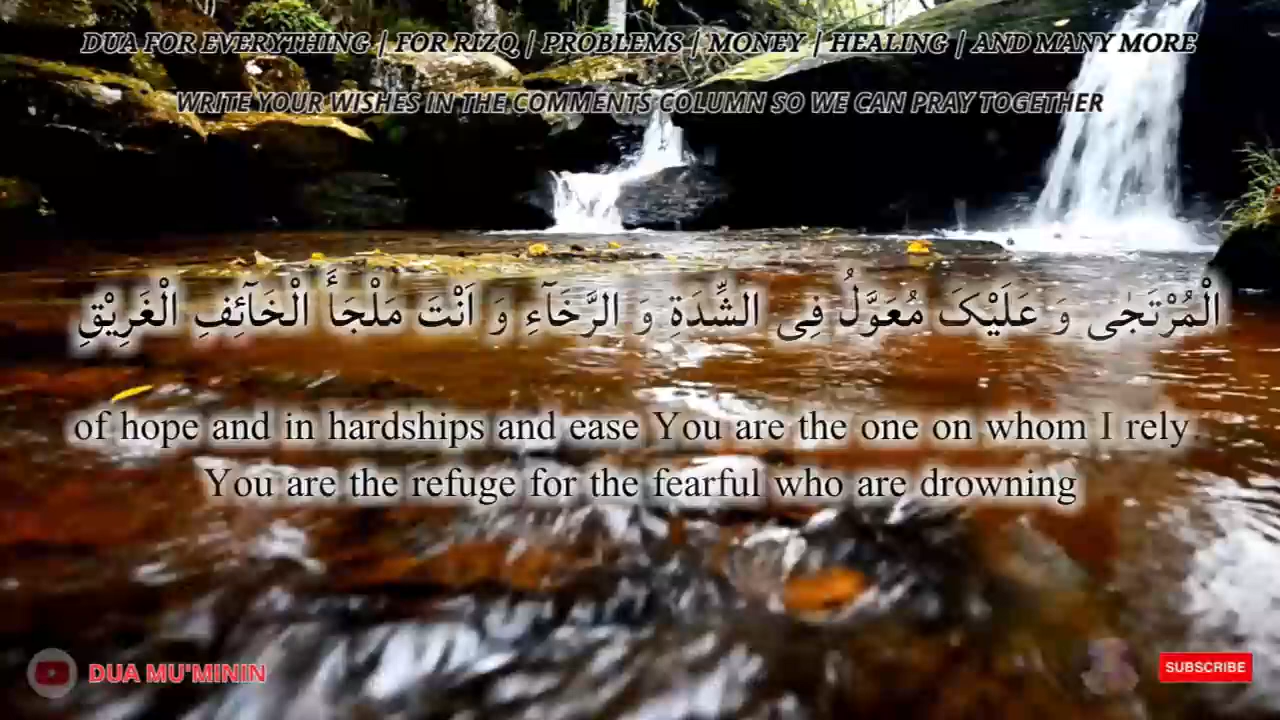 DUA FOR EVERYTHING | FOR RIZQ | PROBLEMS | MONEY | HEALING | AND MANY MORE
WRITE YOUR WISHES IN THE COMMENTS COLUMN SO WE CAN PRAY TOGETHER
الْمُرْتَجٰى وَ عَلَيْكَ مُعَوَّلُ فِى الشِّدَةِ وَ الرَّخَآءِ وَ اَنْتَ مَلْجَأُ الْخَآئِفِ الْغَرِيْقِ
of hope and in hardships and ease You are the one on whom I rely
You are the refuge for the fearful who are drowning
DUA MU'MININ
SUBSCRIBE